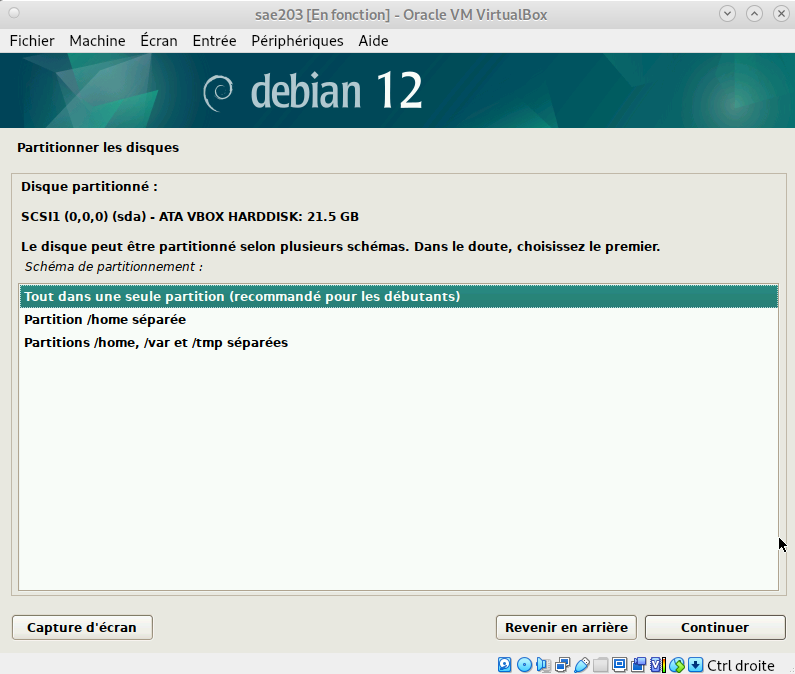 sae203 [En fonction] - Oracle VM VirtualBox
Fichier Machine Écran Entrée Périphériques Aide
debian 12
Partitionner les disques
Disque partitionné :
SCSI1 (0,0,0) (sda) - ATA VBOX HARDDISK: 21.5 GB
Le disque peut être partitionné selon plusieurs schémas. Dans le doute, choisissez le premier.
Schéma de partitionnement :
Tout dans une seule partition (recommandé pour les débutants)
Partition /home séparée
Partitions /home, /var et /tmp séparées
Capture d'écran Revenir en arrière Continuer
Ctrl droite